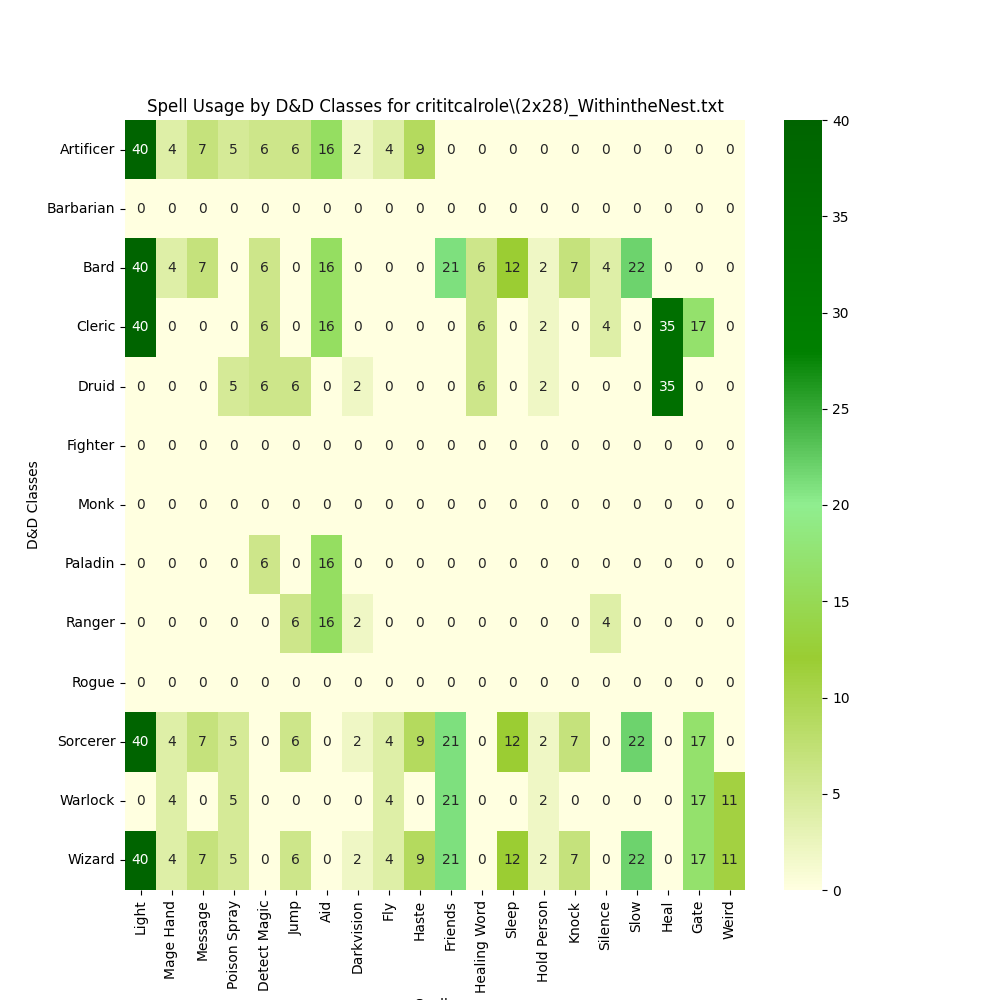 Spell Usage by D&D Classes for crititcalrole\(2x28)_WithintheNest.txt
D&D Classes
Artificer 40 4 7 5 6 6 16 2 4 9 0 0 0 0 0 0 0 0 0 0
Barbarian 0 0 0 0 0 0 0 0 0 0 0 0 0 0 0 0 0 0 0 0
Bard 40 4 7 0 6 0 16 0 0 0 21 6 12 2 7 4 22 0 0 0
Cleric 40 0 0 0 6 0 16 0 0 0 0 6 0 2 0 4 0 35 17 0
Druid 0 0 0 5 6 6 0 2 0 0 0 6 0 2 0 0 0 35 0 0
Fighter 0 0 0 0 0 0 0 0 0 0 0 0 0 0 0 0 0 0 0 0
Monk 0 0 0 0 0 0 0 0 0 0 0 0 0 0 0 0 0 0 0 0
Paladin 0 0 0 0 6 0 16 0 0 0 0 0 0 0 0 0 0 0 0 0
Ranger 0 0 0 0 0 6 16 2 0 0 0 0 0 0 0 4 0 0 0 0
Rogue 0 0 0 0 0 0 0 0 0 0 0 0 0 0 0 0 0 0 0 0
Sorcerer 40 4 7 5 0 6 0 2 4 9 21 0 12 2 7 0 22 0 17 0
Warlock 0 4 0 5 0 0 0 0 4 0 21 0 0 2 0 0 0 0 17 11
Wizard 40 4 7 5 0 6 0 2 4 9 21 0 12 2 7 0 22 0 17 11
Light
Mage Hand
Message
Poison Spray
Detect Magic
Jump
Aid
Darkvision
Fly
Haste
Friends
Healing Word
Sleep
Hold Person
Knock
Silence
Slow
Heal
Gate
Weird
40
35
30
25
20
15
10
5
0